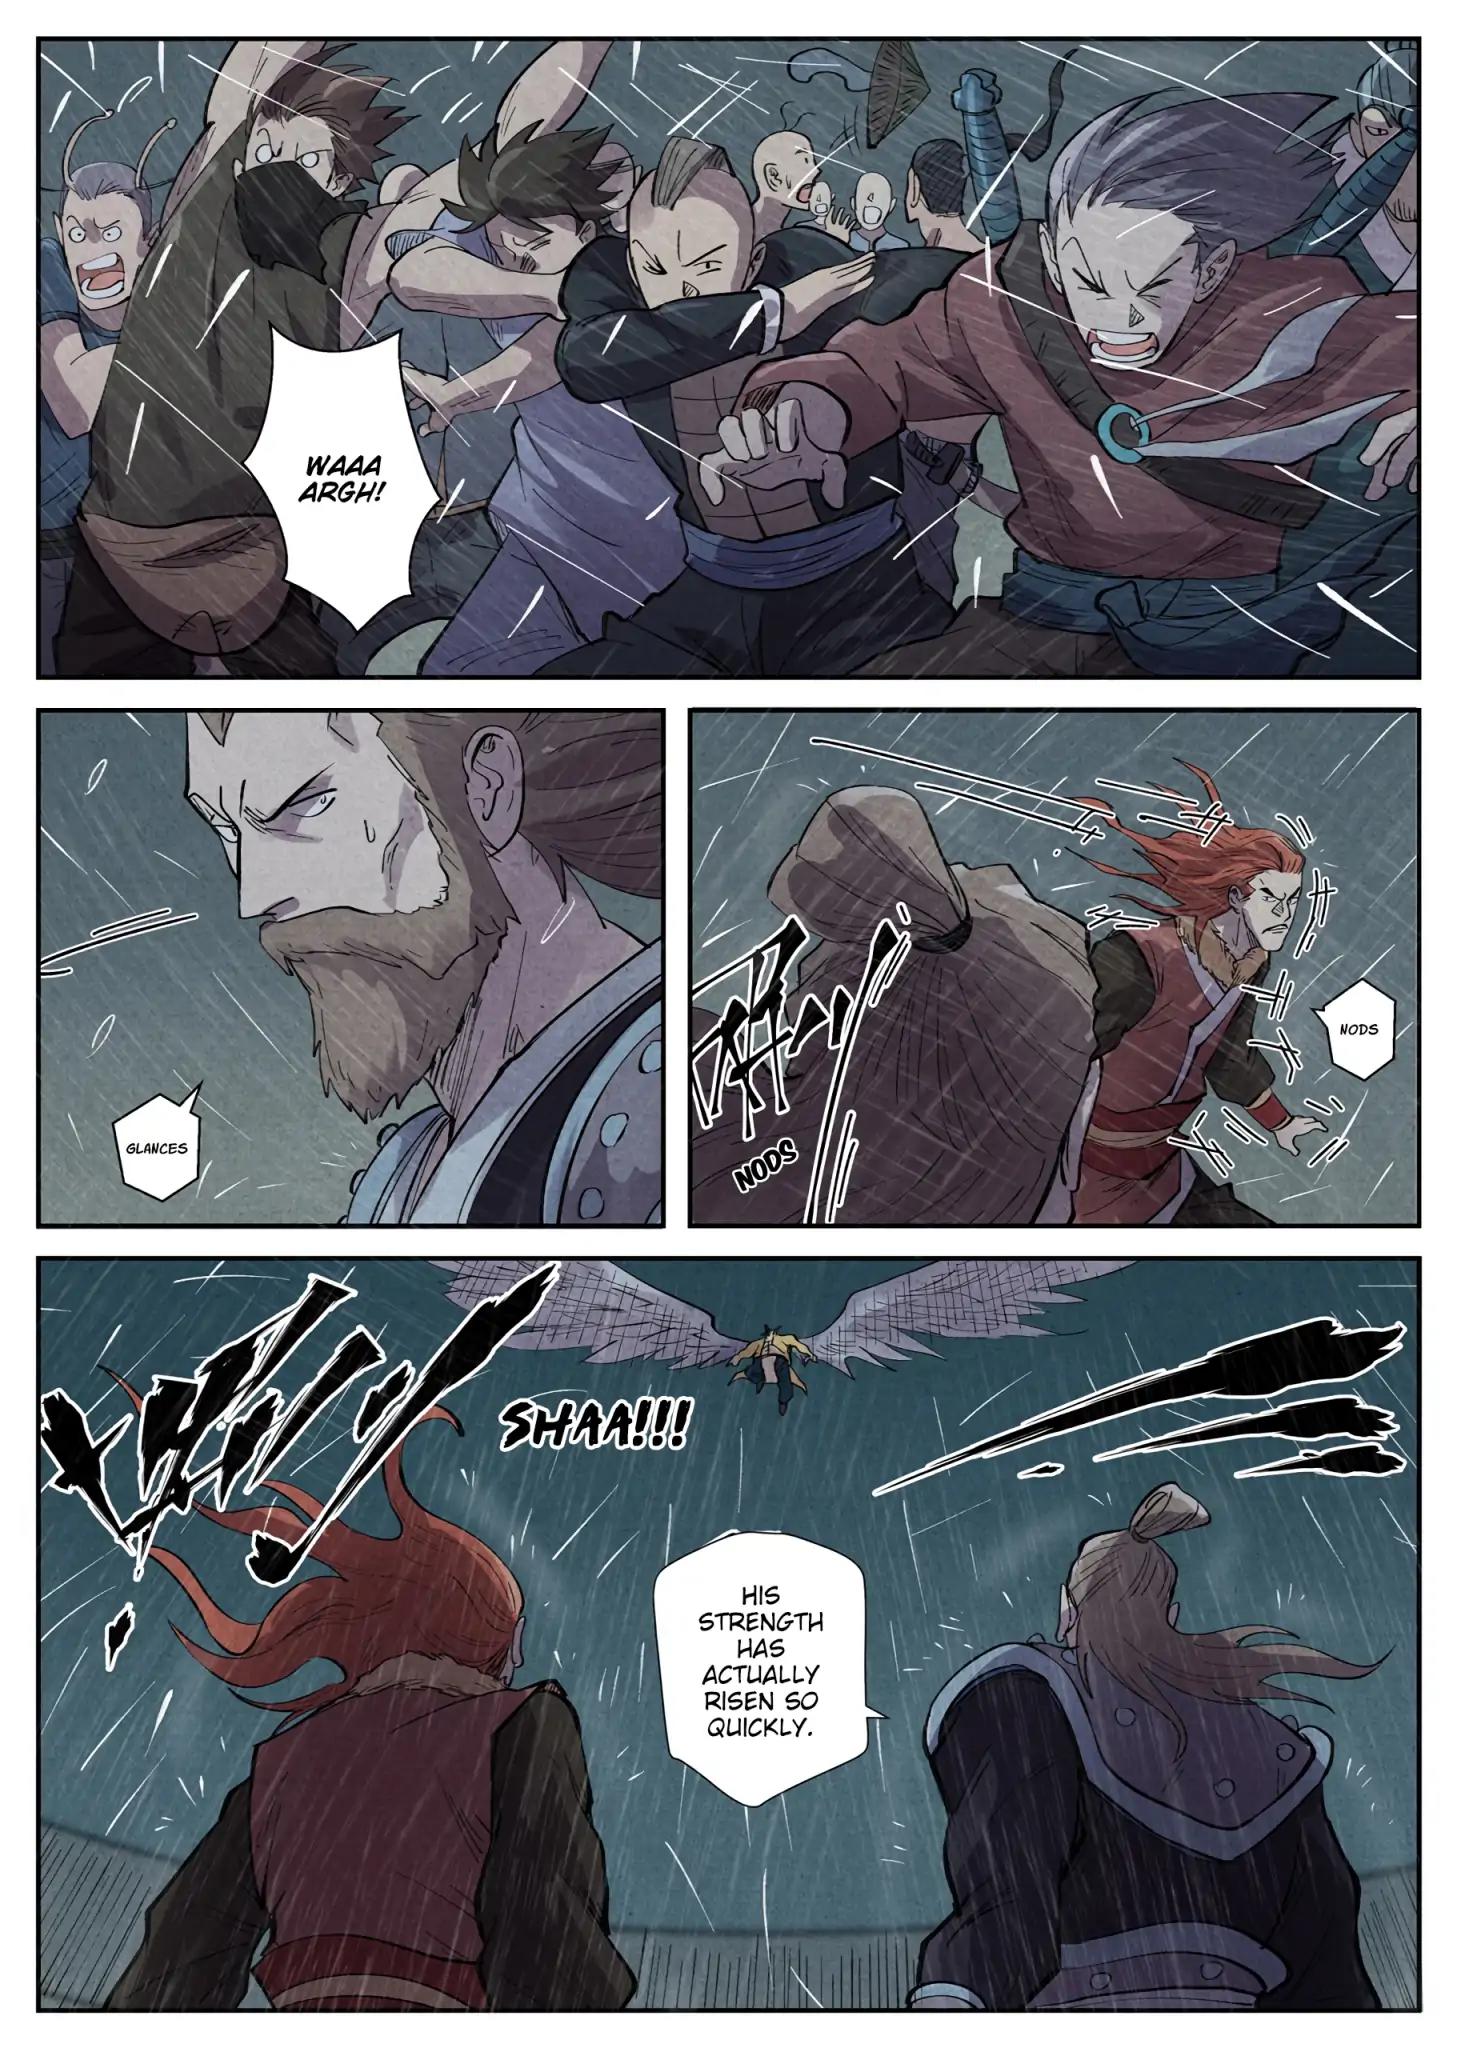 WAAA
ARGH!
GLANCES
NODS
NODS
SHAA!!!
HIS
STRENGTH
HAS
ACTUALLY
RISEN SO
QUICKLY.